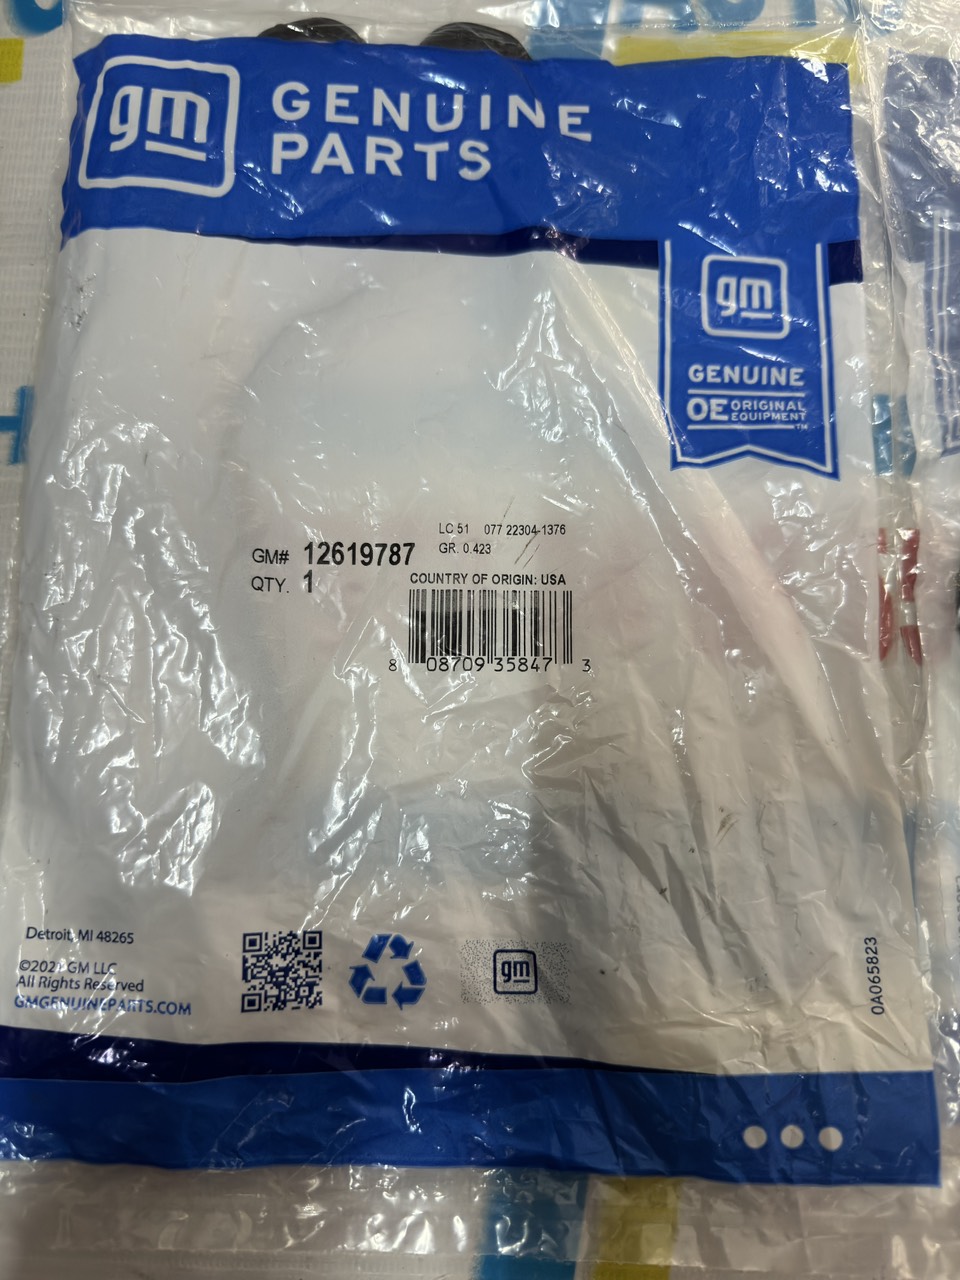 gm
GENUINE
PARTS
gm
GENUINE
OE ORIGINAL
EQUIPMENT™
LC 51 077 22304-1376
GM# 12619787 GR. 0.423
QTY. 1 COUNTRY OF ORIGIN: USA
8 08709 35847 3
Detroit, MI 48265
©2021 GM LLC
All Rights Reserved
GMGENUINEPARTS.COM
gm
0A065823